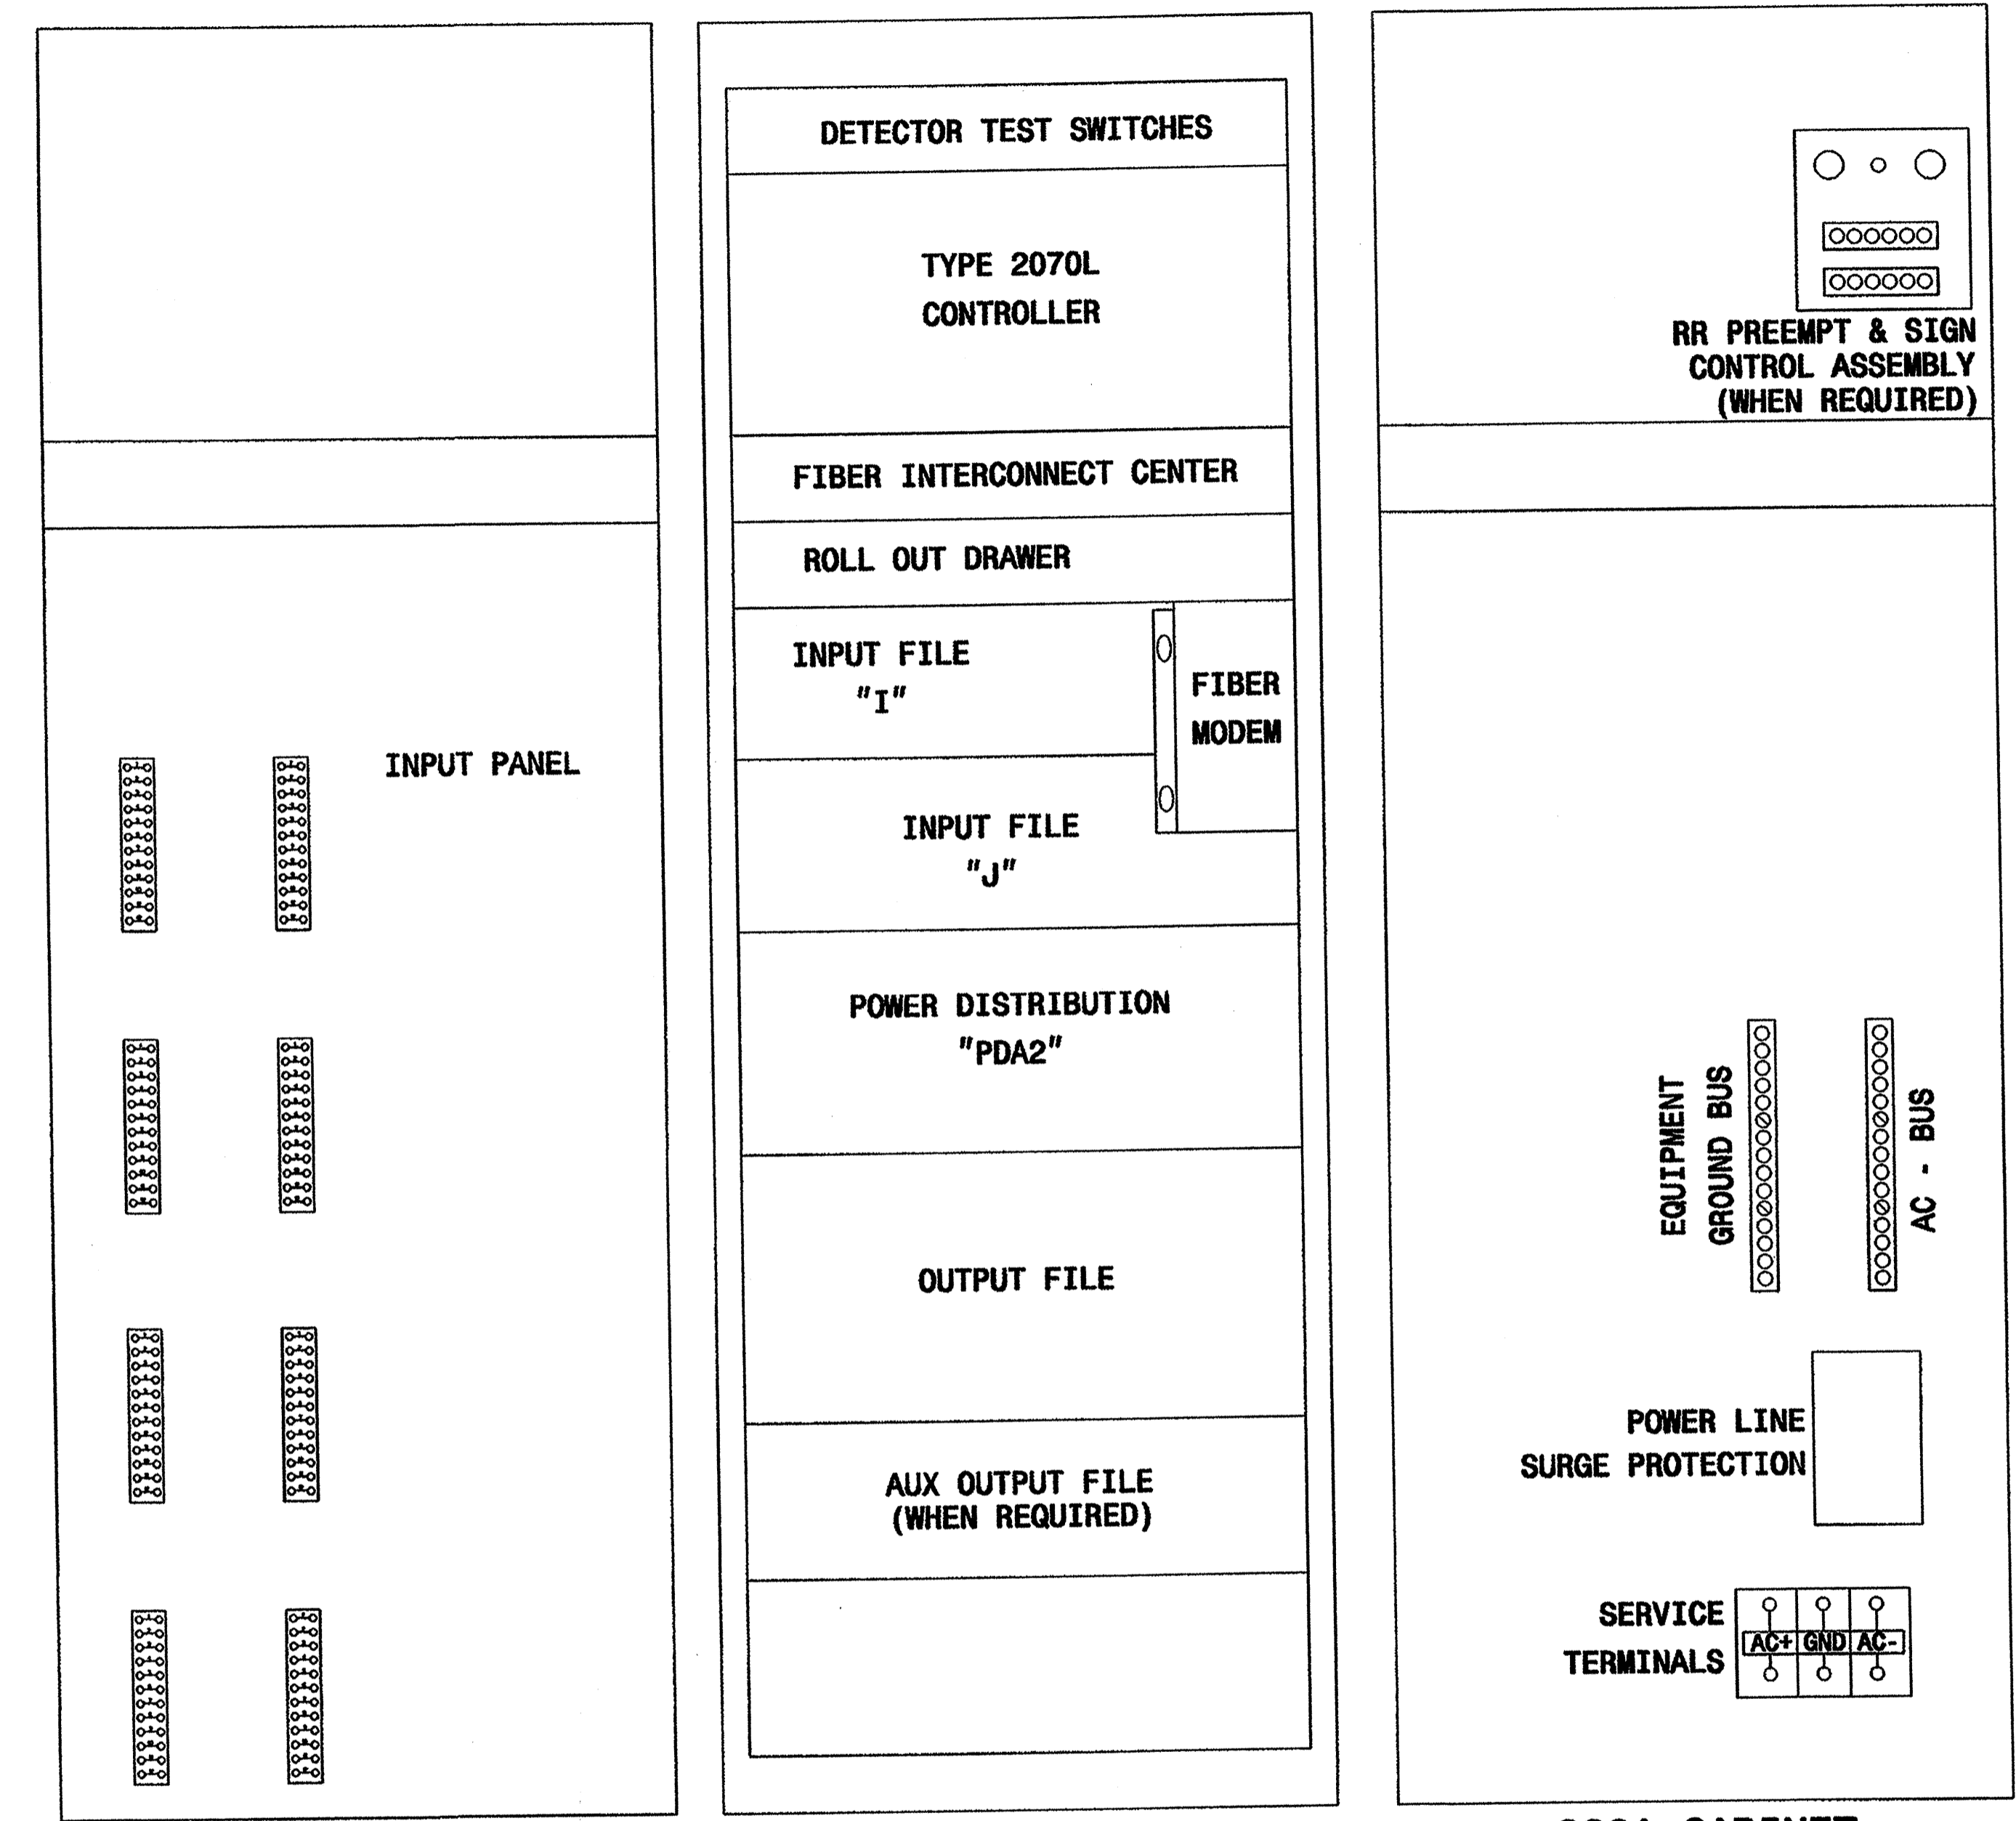 INPUT PANEL
DETECTOR TEST SWITCHES
TYPE 2070L
CONTROLLER
FIBER INTERCONNECT CENTER
ROLL OUT DRAWER
INPUT FILE
"I"
FIBER
MODEM
INPUT FILE
"J"
POWER DISTRIBUTION
"PDA2"
OUTPUT FILE
AUX OUTPUT FILE
(WHEN REQUIRED)
RR PREEMPT & SIGN
CONTROL ASSEMBLY
(WHEN REQUIRED)
EQUIPMENT
GROUND BUS
AC - BUS
POWER LINE
SURGE PROTECTION
SERVICE
TERMINALS
AC+ GND AC-
CABINET